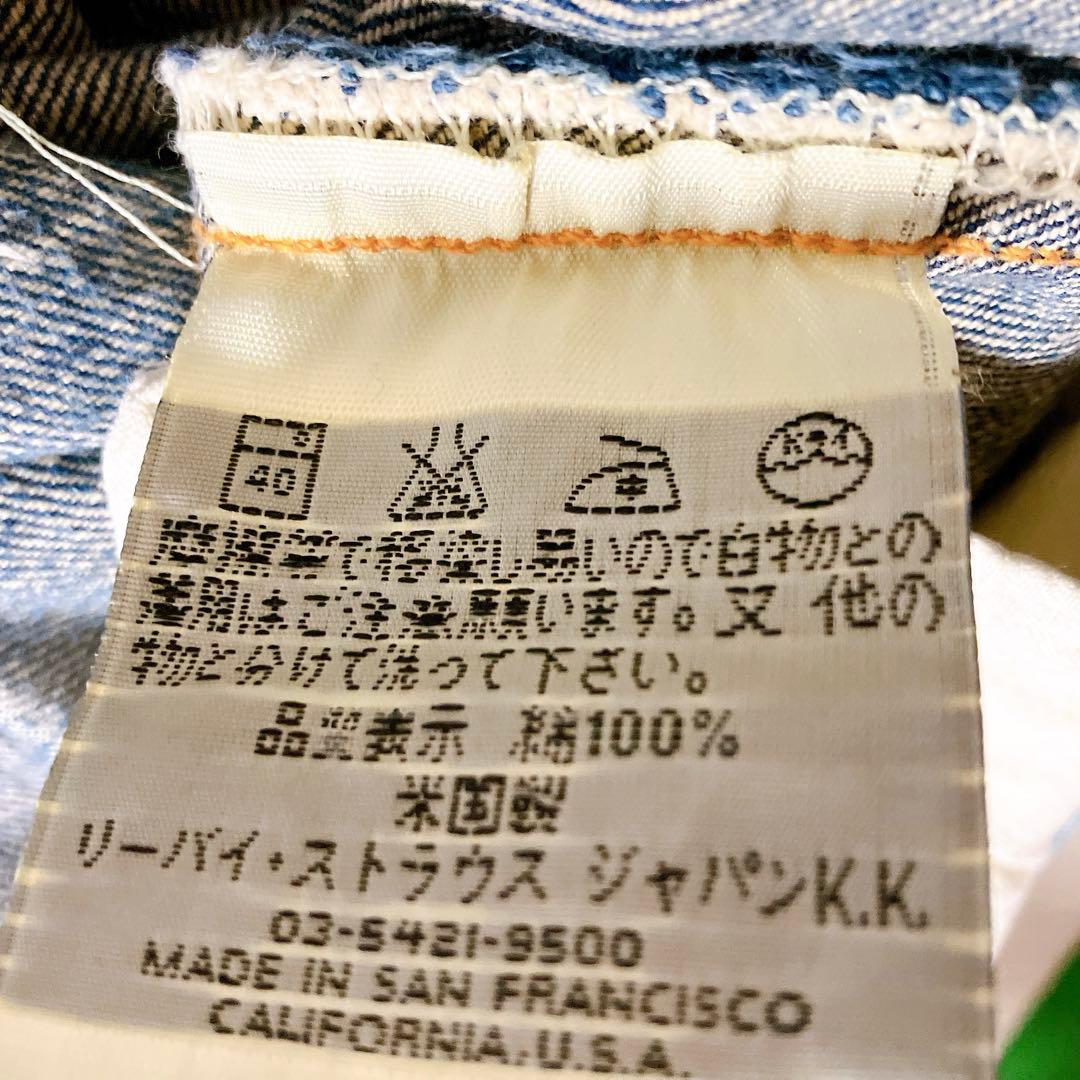 40
中
摩擦等で移染し易いので白物との
着用はご注意願います。又 他の
物と分けて洗って下さい。
品質表示 綿100%
米国製
リーバイ・ストラウス ジャパンK.K.
03-5421-9500
MADE IN SAN FRANCISCO
CALIFORNIA,U.S.A.